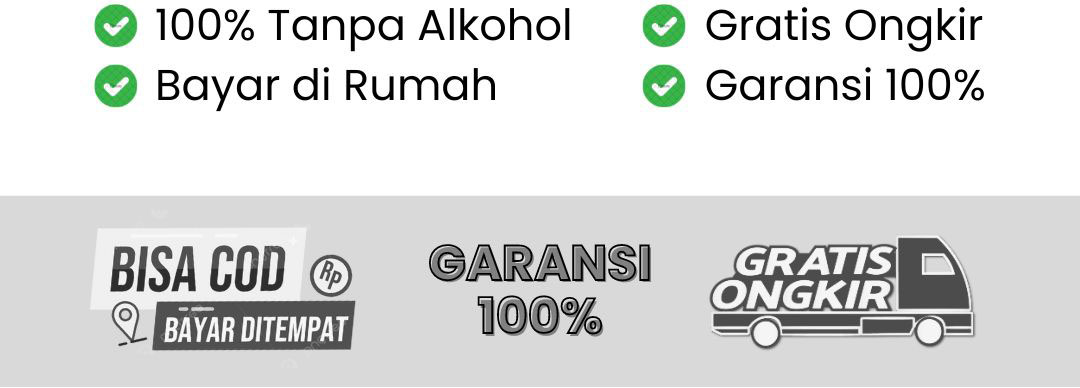 100% Tanpa Alkohol
Gratis Ongkir
Bayar di Rumah
Garansi 100%
BISA COD
Rp
BAYAR DITEMPAT
GARANSI
100%
GRATIS
ONGKIR